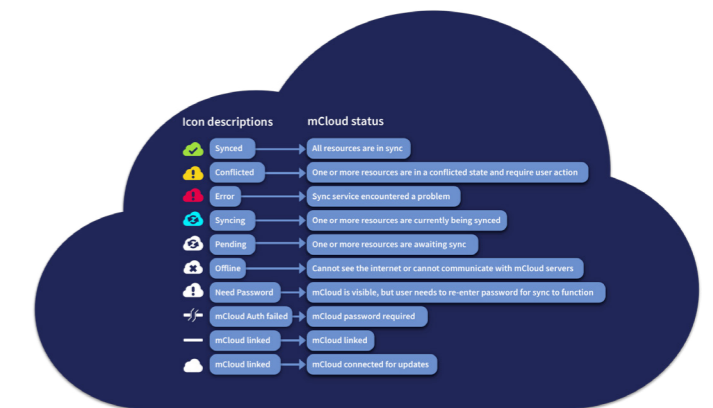 Icon descriptions mCloud status
Synced All resources are in sync
Conflicted One or more resources are in a conflicted state and require user action
Error Sync service encountered a problem
Syncing One or more resources are currently being synced
Pending One or more resources are awaiting sync
Offline Cannot see the internet or cannot communicate with mCloud servers
Need Password mCloud is visible, but user needs to re-enter password for sync to function
mCloud Auth failed mCloud password required
mCloud linked mCloud linked
mCloud linked mCloud connected for updates